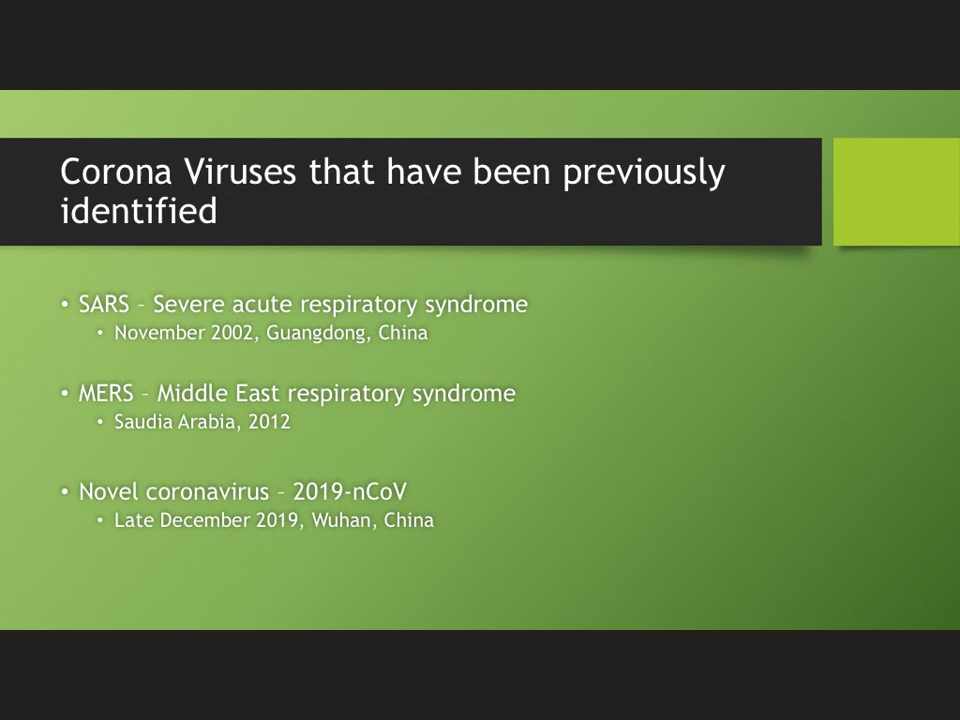 Corona Viruses that have been previously
identified
• SARS – Severe acute respiratory syndrome
• November 2002, Guangdong, China
• MERS – Middle East respiratory syndrome
• Saudia Arabia, 2012
• Novel coronavirus – 2019-nCoV
• Late December 2019, Wuhan, China